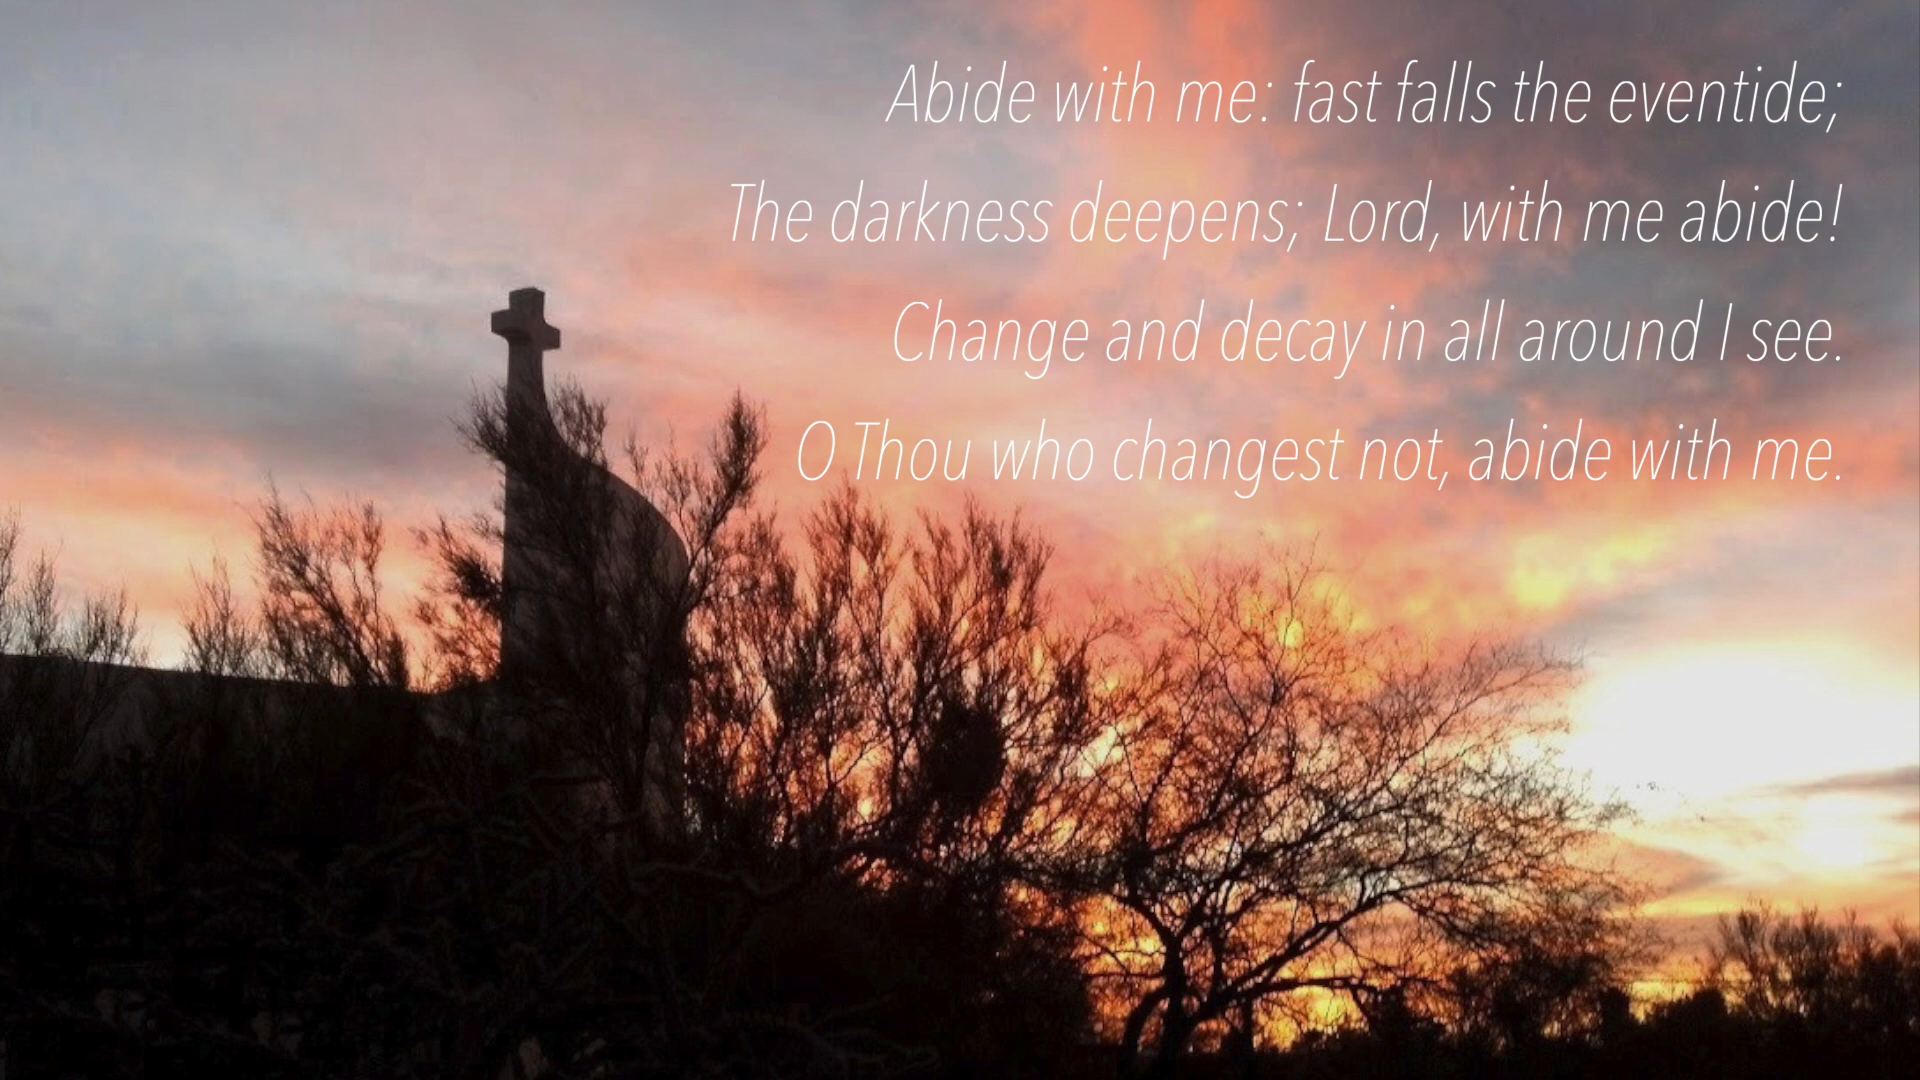 Abide with me: fast falls the eventide;
The darkness deepens; Lord, with me abide!
Change and decay in all around I see.
O Thou who changest not, abide with me.